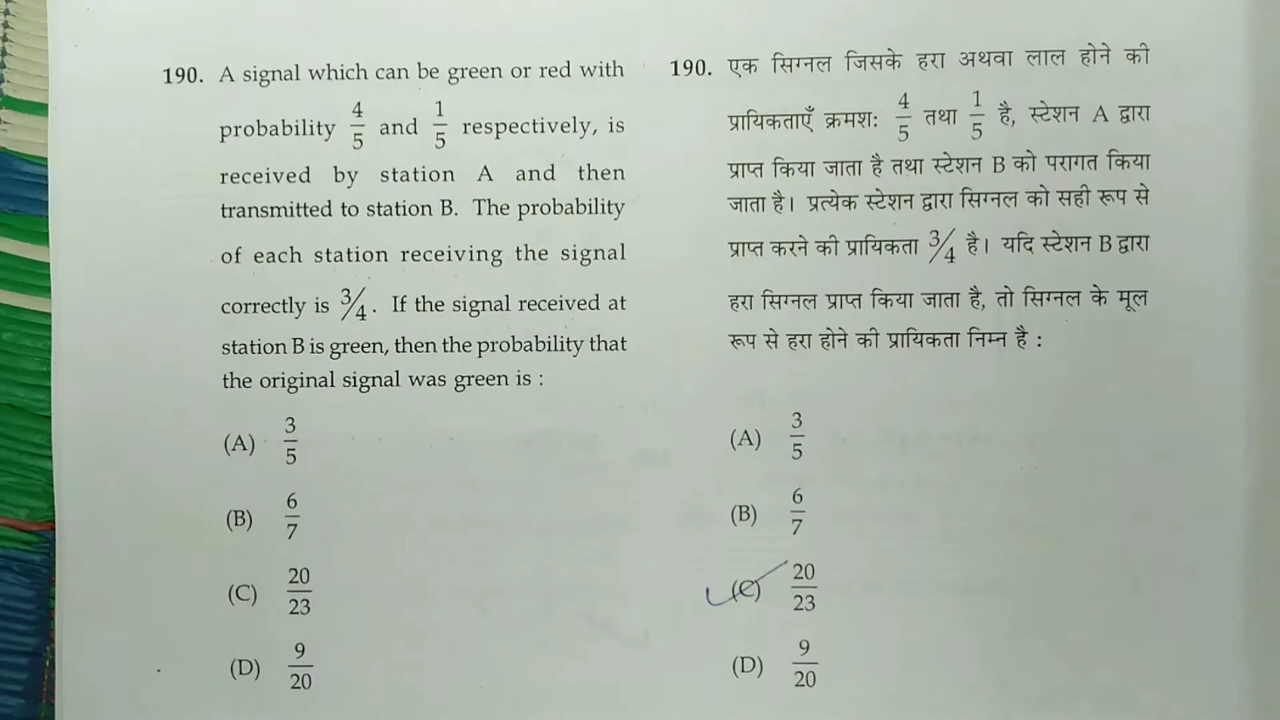 190. A signal which can be green or red with
probability 4/5 and 1/5 respectively, is
received by station A and then
transmitted to station B. The probability
of each station receiving the signal
correctly is 3/4. If the signal received at
station B is green, then the probability that
the original signal was green is :
(A) 3/5
(B) 6/7
(C) 20/23
(D) 9/20
190. एक सिग्नल जिसके हरा अथवा लाल होने की
प्रायिकताएँ क्रमशः 4/5 तथा 1/5 है, स्टेशन A द्वारा
प्राप्त किया जाता है तथा स्टेशन B को परागत किया
जाता है। प्रत्येक स्टेशन द्वारा सिग्नल को सही रूप से
प्राप्त करने की प्रायिकता 3/4 है। यदि स्टेशन B द्वारा
हरा सिग्नल प्राप्त किया जाता है, तो सिग्नल के मूल
रूप से हरा होने की प्रायिकता निम्न है :
(A) 3/5
(B) 6/7
(C) 20/23
(D) 9/20